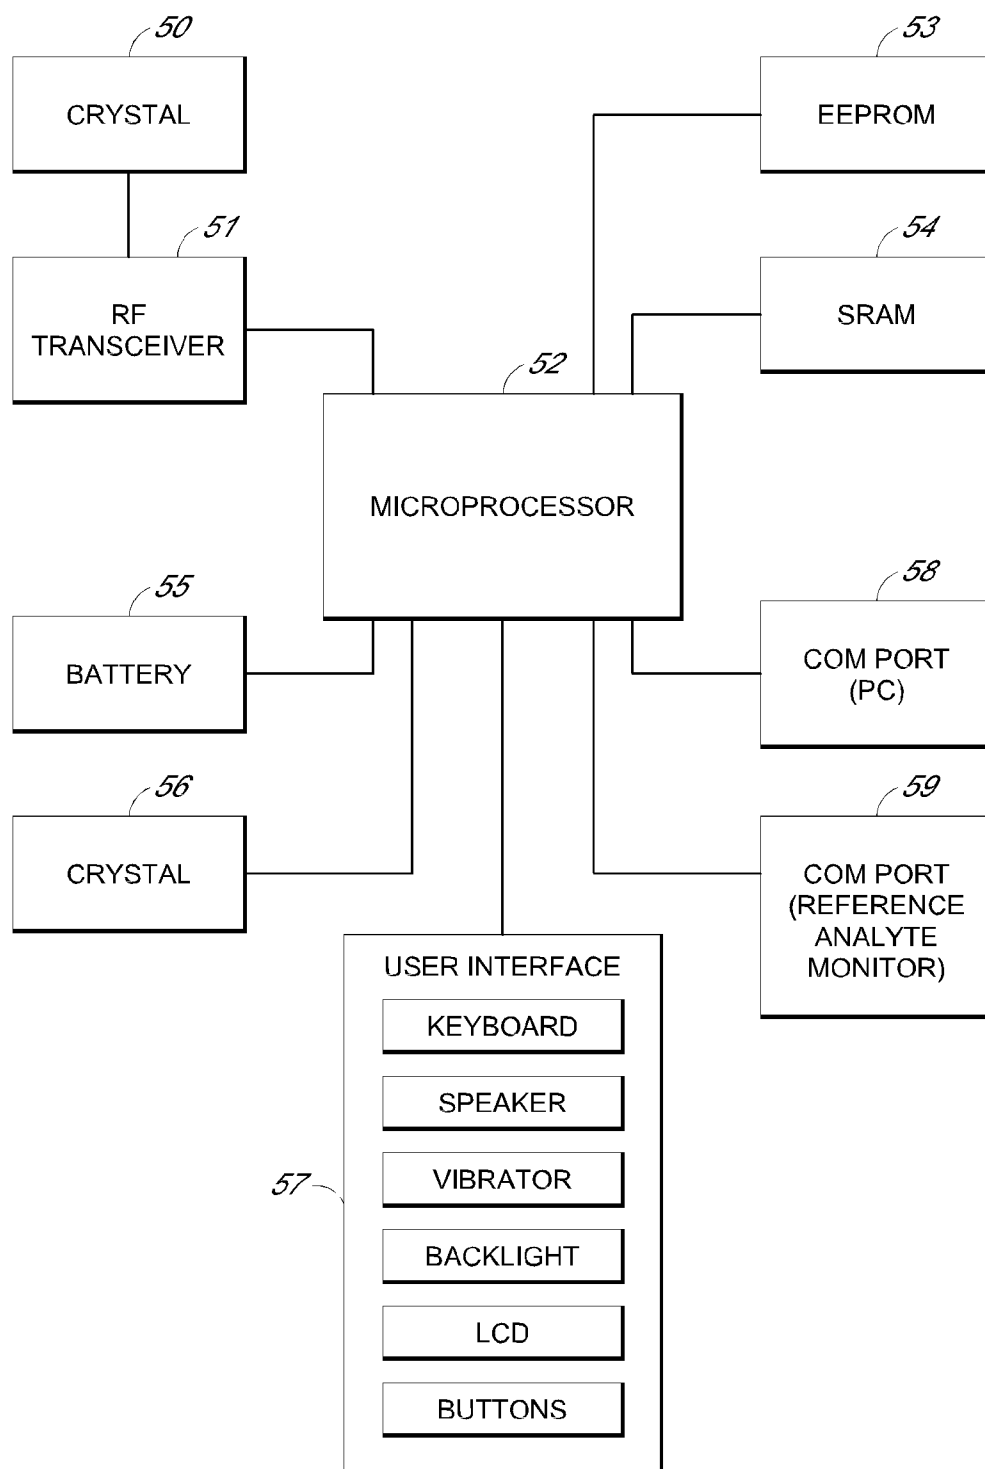 50
CRYSTAL
53
EEPROM
51
RF
TRANSCEIVER
54
SRAM
52
MICROPROCESSOR
55
BATTERY
58
COM PORT
(PC)
56
CRYSTAL
59
COM PORT
(REFERENCE
ANALYTE
MONITOR)
57
USER INTERFACE
KEYBOARD
SPEAKER
VIBRATOR
BACKLIGHT
LCD
BUTTONS